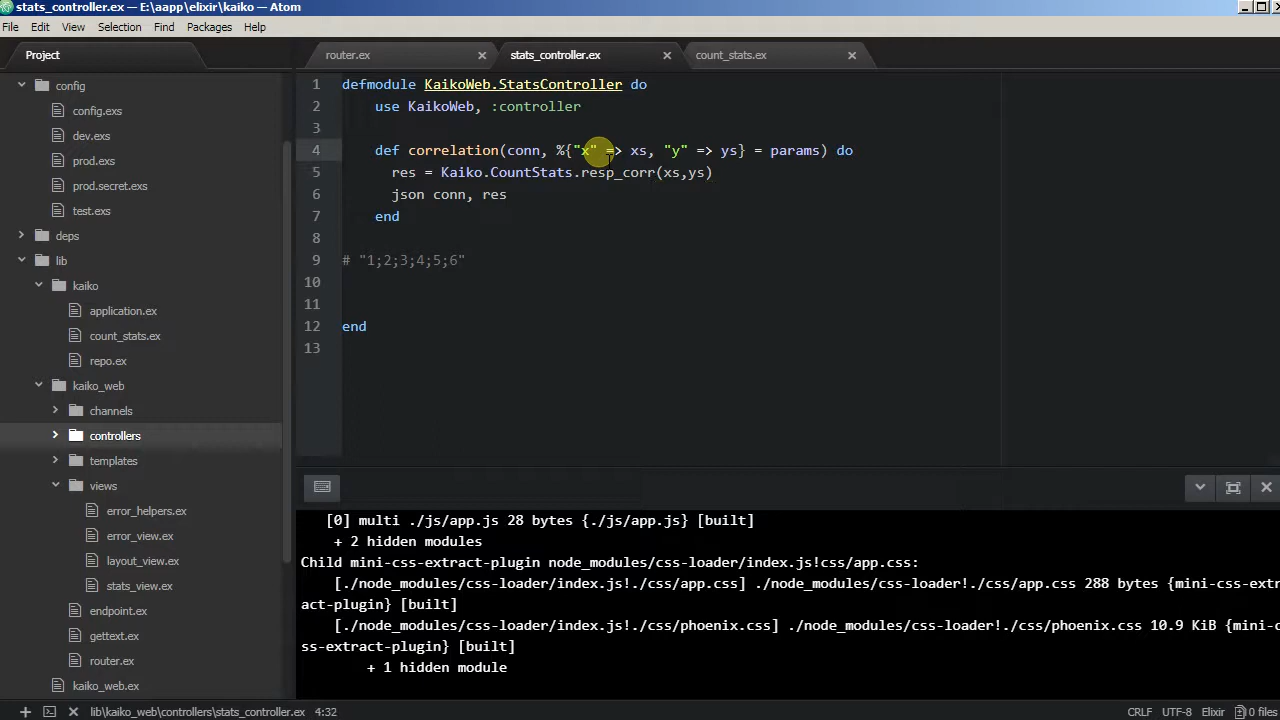 stats_controller.ex — E:\aapp\elixir\kaiko — Atom
File Edit View Selection Find Packages Help
Project
config
config.exs
dev.exs
prod.exs
prod.secret.exs
test.exs
deps
lib
kaiko
application.ex
count_stats.ex
repo.ex
kaiko_web
channels
controllers
templates
views
error_helpers.ex
error_view.ex
layout_view.ex
stats_view.ex
endpoint.ex
gettext.ex
router.ex
kaiko_web.ex
router.ex stats_controller.ex count_stats.ex
1 defmodule KaikoWeb.StatsController do
2 use KaikoWeb, :controller
3
4 def correlation(conn, %{"x" => xs, "y" => ys} = params) do
5 res = Kaiko.CountStats.resp_corr(xs,ys)
6 json conn, res
7 end
8
9 # "1;2;3;4;5;6"
10
11
12 end
13
[0] multi ./js/app.js 28 bytes {./js/app.js} [built]
+ 2 hidden modules
Child mini-css-extract-plugin node_modules/css-loader/index.js!css/app.css:
[./node_modules/css-loader/index.js!./css/app.css] ./node_modules/css-loader!./css/app.css 288 bytes {mini-css-extr
act-plugin} [built]
[./node_modules/css-loader/index.js!./css/phoenix.css] ./node_modules/css-loader!./css/phoenix.css 10.9 KiB {mini-c
ss-extract-plugin} [built]
+ 1 hidden module
lib\kaiko_web\controllers\stats_controller.ex 4:32 CRLF UTF-8 Elixir 0 files